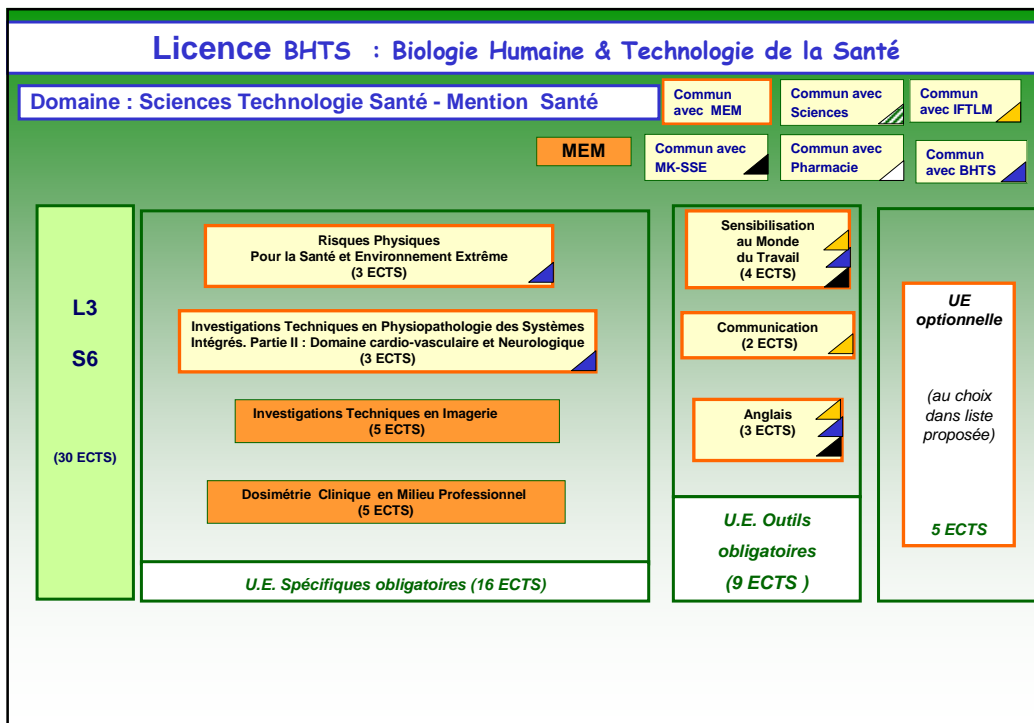 Licence BHTS : Biologie Humaine & Technologie de la Santé
Domaine : Sciences Technologie Santé - Mention Santé
Commun
avec MEM
Commun avec
Sciences
Commun
avec IFTLM
MEM
Commun avec
MK-SSE
Commun avec
Pharmacie
Commun
avec BHTS
L3
S6
(30 ECTS)
Risques Physiques
Pour la Santé et Environnement Extrême
(3 ECTS)
Investigations Techniques en Physiopathologie des Systèmes
Intégrés. Partie II : Domaine cardio-vasculaire et Neurologique
(3 ECTS)
Investigations Techniques en Imagerie
(5 ECTS)
Dosimétrie Clinique en Milieu Professionnel
(5 ECTS)
U.E. Spécifiques obligatoires (16 ECTS)
Sensibilisation
au Monde
du Travail
(4 ECTS)
Communication
(2 ECTS)
Anglais
(3 ECTS)
U.E. Outils
obligatoires
(9 ECTS )
UE
optionnelle
(au choix
dans liste
proposée)
5 ECTS